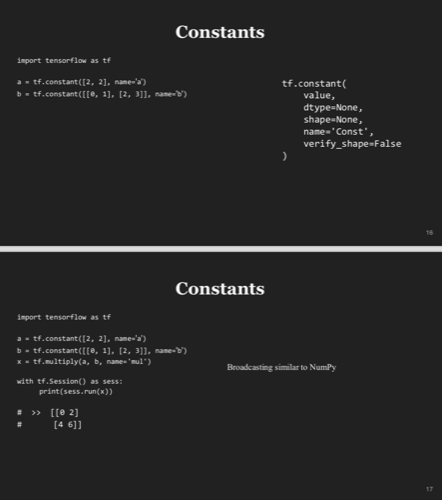 Constants
import tensorflow as tf
a = tf.constant([2, 2], name='a')
b = tf.constant([[0, 1], [2, 3]], name='b')
tf.constant(
    value,
    dtype=None,
    shape=None,
    name='Const',
    verify_shape=False
)
16
Constants
import tensorflow as tf
a = tf.constant([2, 2], name='a')
b = tf.constant([[0, 1], [2, 3]], name='b')
x = tf.multiply(a, b, name='mul')
Broadcasting similar to NumPy
with tf.Session() as sess:
    print(sess.run(x))
# >> [[0 2]
#     [4 6]]
17